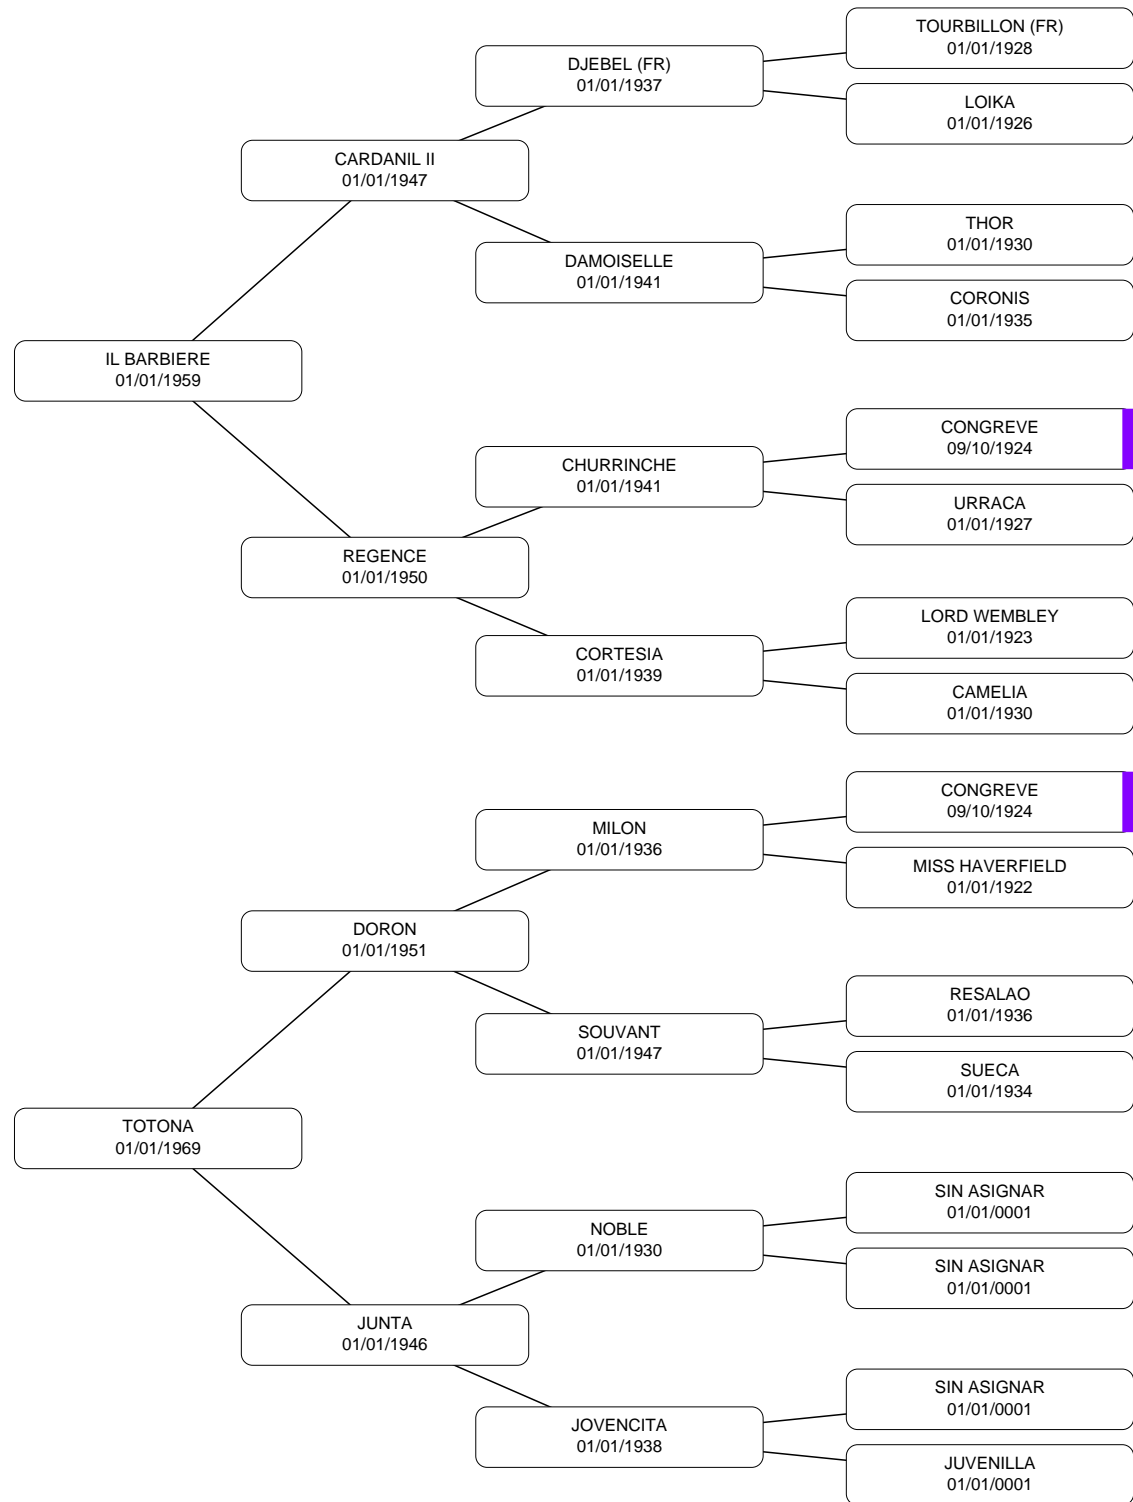 TOURBILLON (FR)
01/01/1928
DJEBEL (FR)
01/01/1937
LOIKA
01/01/1926
CARDANIL II
01/01/1947
THOR
01/01/1930
DAMOISELLE
01/01/1941
CORONIS
01/01/1935
IL BARBIERE
01/01/1959
CONGREVE
09/10/1924
CHURRINCHE
01/01/1941
URRACA
01/01/1927
REGENCE
01/01/1950
LORD WEMBLEY
01/01/1923
CORTESIA
01/01/1939
CAMELIA
01/01/1930
CONGREVE
09/10/1924
MILON
01/01/1936
MISS HAVERFIELD
01/01/1922
DORON
01/01/1951
RESALAO
01/01/1936
SOUVANT
01/01/1947
SUECA
01/01/1934
TOTONA
01/01/1969
SIN ASIGNAR
01/01/0001
NOBLE
01/01/1930
SIN ASIGNAR
01/01/0001
JUNTA
01/01/1946
SIN ASIGNAR
01/01/0001
JOVENCITA
01/01/1938
JUVENILLA
01/01/0001